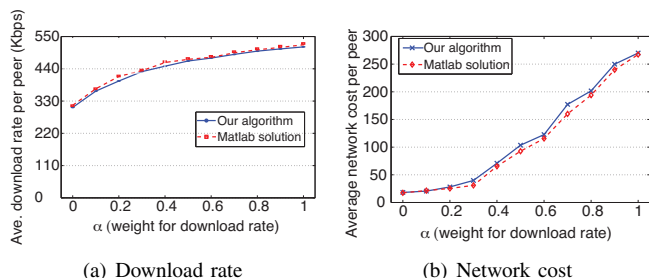 Ave. download rate per peer (Kbps)
550
440
330
220
110
0
Our algorithm
Matlab solution
0 0.2 0.4 0.6 0.8 1
α (weight for download rate)
(a) Download rate
Average network cost per peer
300
250
200
150
100
50
0
Our algorithm
Matlab solution
0 0.2 0.4 0.6 0.8 1
α (weight for download rate)
(b) Network cost